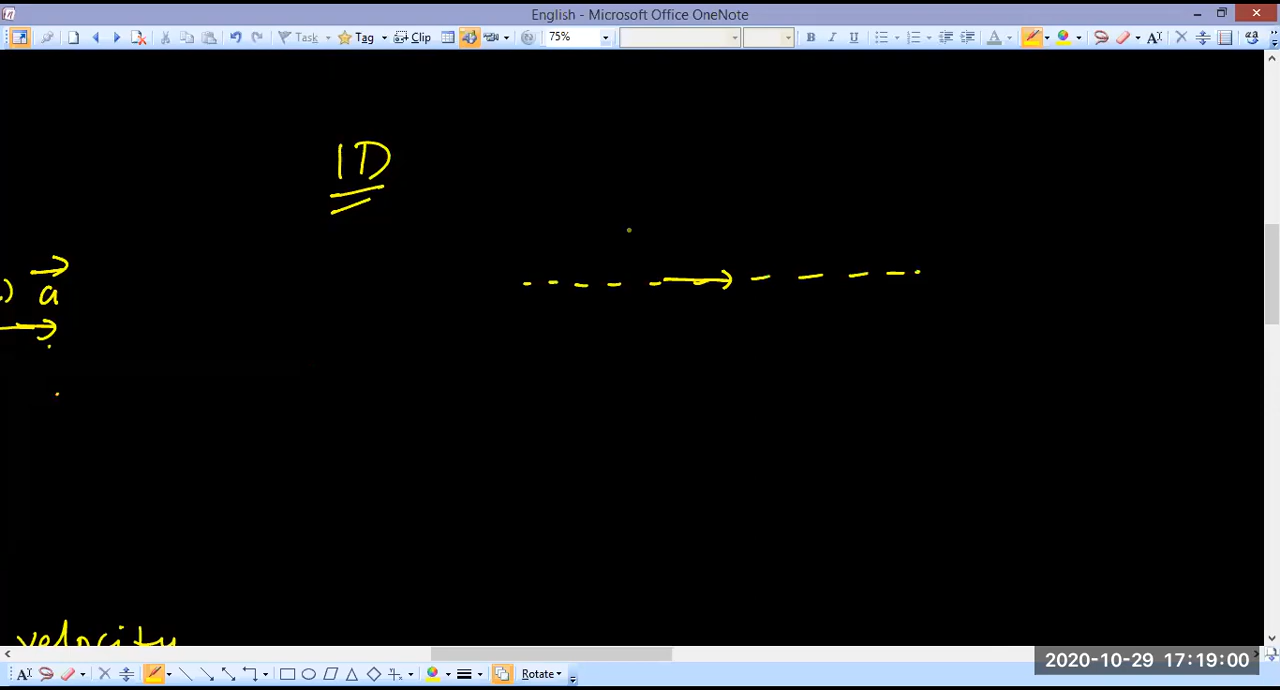 English - Microsoft Office OneNote
Task Tag Clip 75% B I U A
1D
.) a
velocity
Rotate
2020-10-29 17:19:00